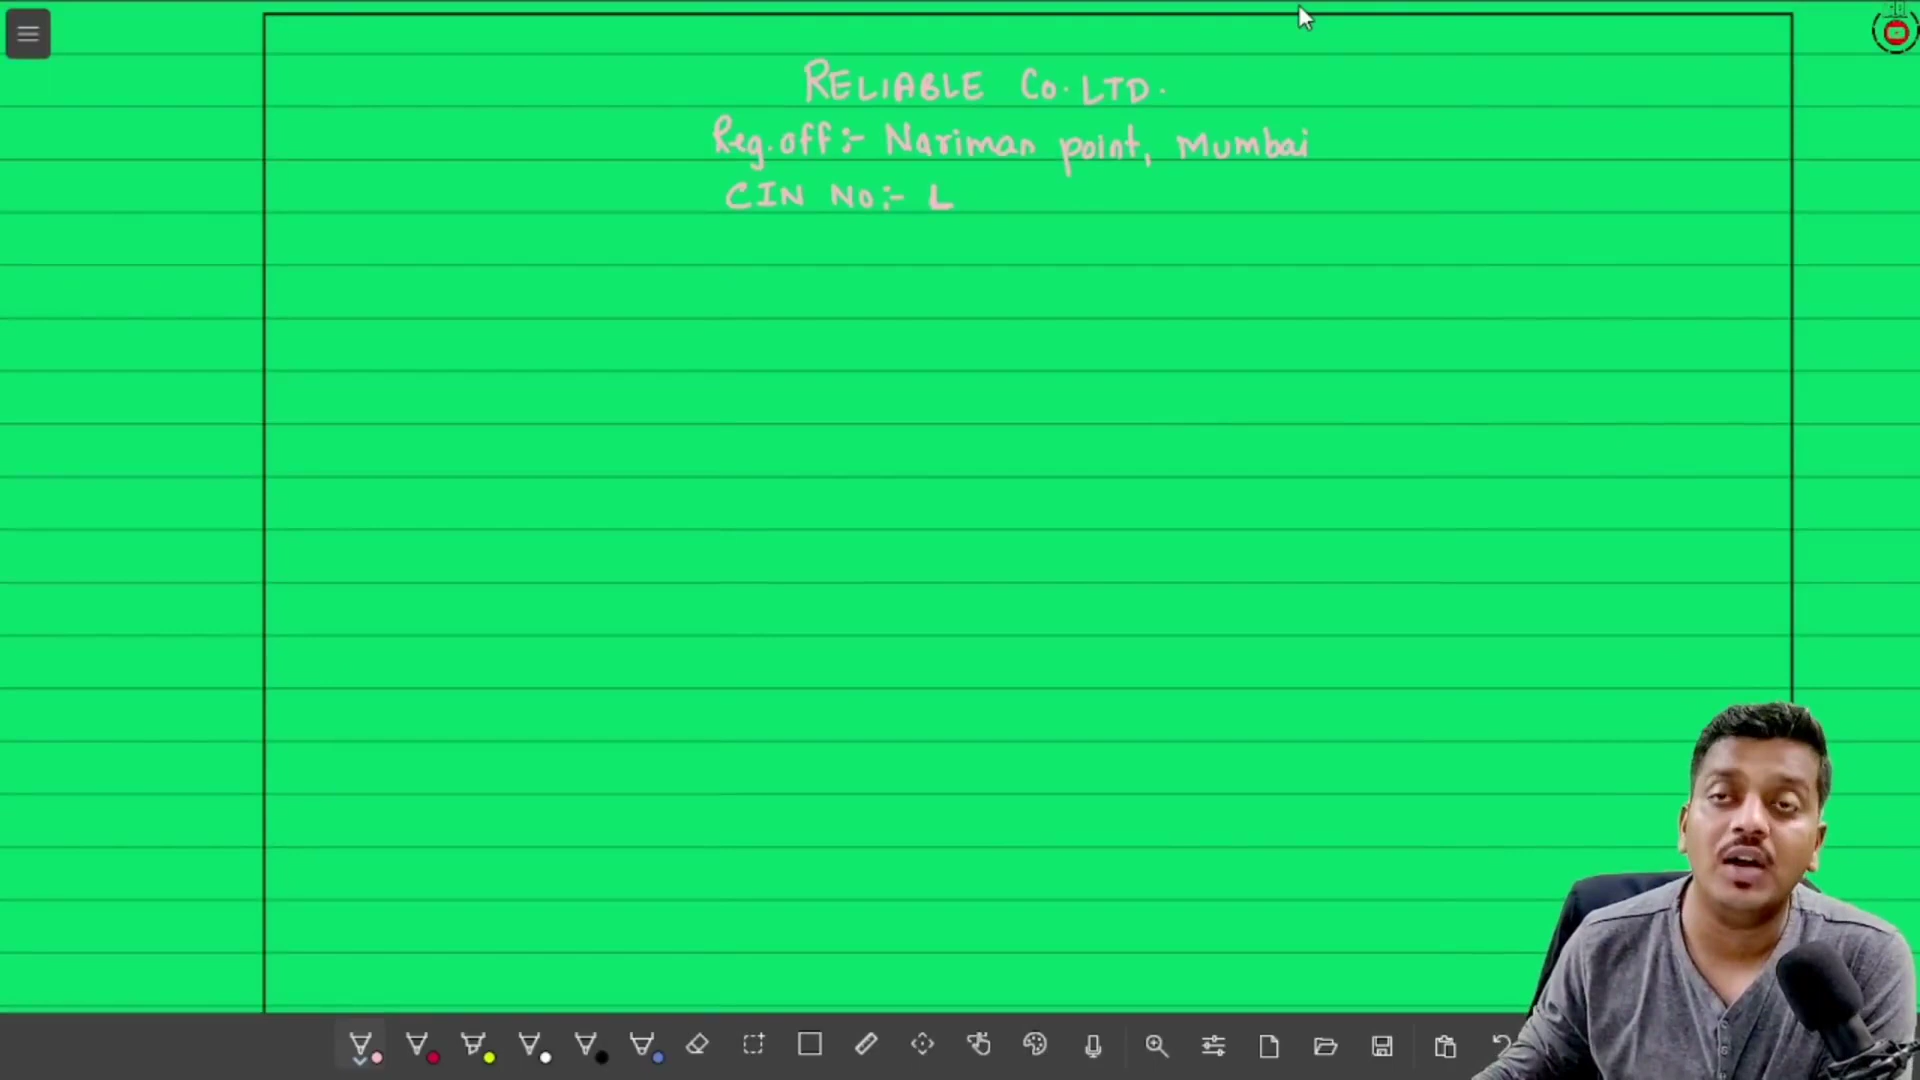 RELIABLE Co. LTD.
Reg. off :- Nariman point, Mumbai
CIN No :- L